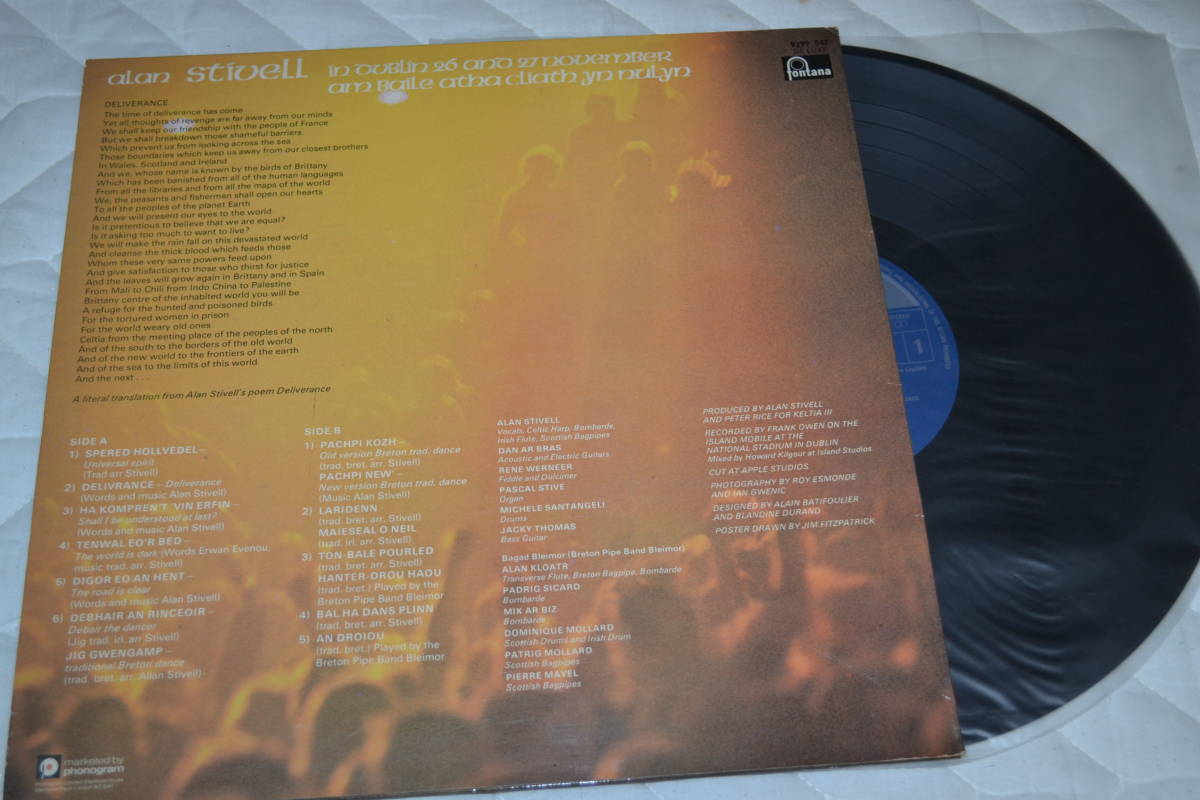 alan stivell in dublin 26 and 27 november
am baile atha cliath yn nulyn
9299 547
DE LUXE
fontana
DELIVERANCE
The time of deliverance has come
Yet all thoughts of revenge are far away from our minds
We shall keep our friendship with the people of France
But we shall breakdown those shameful barriers
Which prevent us from looking across the sea
Those boundaries which keep us away from our closest brothers
In Wales, Scotland and Ireland
And we, whose name is known by the birds of Brittany
Which has been banished from all of the human languages
From all the libraries and from all the maps of the world
We, the peasants and fishermen shall open our hearts
To all the peoples of the planet Earth
And we will present our eyes to the world
Is it pretentious to believe that we are equal?
Is it asking too much to want to live?
We will make the rain fall on this devastated world
And cleanse the thick blood which feeds those
Whom these very same powers feed upon
And give satisfaction to those who thirst for justice
And the leaves will grow again in Brittany and in Spain
From Mali to Chili from Indo China to Palestine
Brittany centre of the inhabited world you will be
A refuge for the hunted and poisoned birds
For the tortured women in prison
For the world weary old ones
Celtia from the meeting place of the peoples of the north
And of the south to the borders of the old world
And of the new world to the frontiers of the earth
And of the sea to the limits of this world
And the next . . .
A literal translation from Alan Stivell's poem Deliverance
SIDE A
1) SPERED HOLLVEDEL –
Universal spirit
(Trad arr Stivell)
2) DELIVRANCE – Deliverance
(Words and music Alan Stivell)
3) HA KOMPREN'T 'VIN ERFIN –
Shall I be understood at last?
(Words and music Alan Stivell)
4) TENWAL EO'R BED –
The world is dark (Words Erwan Evenou,
music trad. arr. Stivell)
5) DIGOR EO AN HENT –
The road is clear
(Words and music Alan Stivell)
6) DEBHAIR AN RINCEOIR –
Debair the dancer
(Jig trad. irl. arr Stivell)
JIG GWENGAMP –
traditional Breton dance
(trad. bret. arr. Allan Stivell)
SIDE B
1) PACHPI KOZH –
Old version Breton trad. dance
(trad. bret. arr. Stivell)
PACHPI NEW' –
New version Breton trad. dance
(Music Alan Stivell)
2) LARIDENN
(trad. bret. arr. Stivell)
MAIESEAL O NEIL
(trad. irl. arr. Stivell)
3) TON-BALE POURLED
(trad. bret. arr. Stivell)
HANTER-DROU HAOU
(trad. bret.) Played by the
Breton Pipe Band Bleimor
4) BAL HA DANS PLINN
(trad. bret. arr. Stivell)
5) AN DROIOU
(trad. bret.) Played by the
Breton Pipe Band Bleimor
ALAN STIVELL
Vocals, Celtic Harp, Bombarde,
Irish Flute, Scottish Bagpipes
DAN AR BRAS
Acoustic and Electric Guitars
RENE WERNEER
Fiddle and Dulcimer
PASCAL STIVE
Organ
MICHELE SANTANGELI
Drums
JACKY THOMAS
Bass Guitar
Bagad Bleimor (Breton Pipe Band Bleimor)
ALAN KLOATR
Transverse Flute, Breton Bagpipe, Bombarde
PADRIG SICARD
Bombarde
MIK AR BIZ
Bombarde
DOMINIQUE MOLLARD
Scottish Drums and Irish Drum
PATRIG MOLLARD
Scottish Bagpipes
PIERRE MAYEL
Scottish Bagpipes
PRODUCED BY ALAN STIVELL
AND PETER RICE FOR KELTIA III
RECORDED BY FRANK OWEN ON THE
ISLAND MOBILE AT THE
NATIONAL STADIUM IN DUBLIN
Mixed by Howard Kilgour at Island Studios
CUT AT APPLE STUDIOS
PHOTOGRAPHY BY ROY ESMONDE
AND IAN GWENIC
DESIGNED BY ALAIN BATIFOULIER
AND BLANDINE DURAND
POSTER DRAWN BY JIM FITZPATRICK
marketed by
phonogram